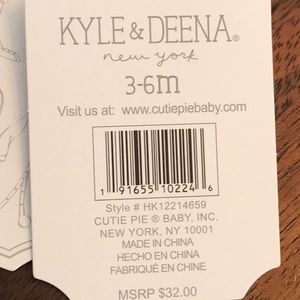 KYLE & DEENA®
new york
3-6m
Visit us at: www.cutiepiebaby.com
1 91655 10224 6
Style # HK12214659
CUTIE PIE ® BABY, INC.
NEW YORK, NY 10001
MADE IN CHINA
HECHO EN CHINA
FABRIQUÉ EN CHINE
MSRP $32.00